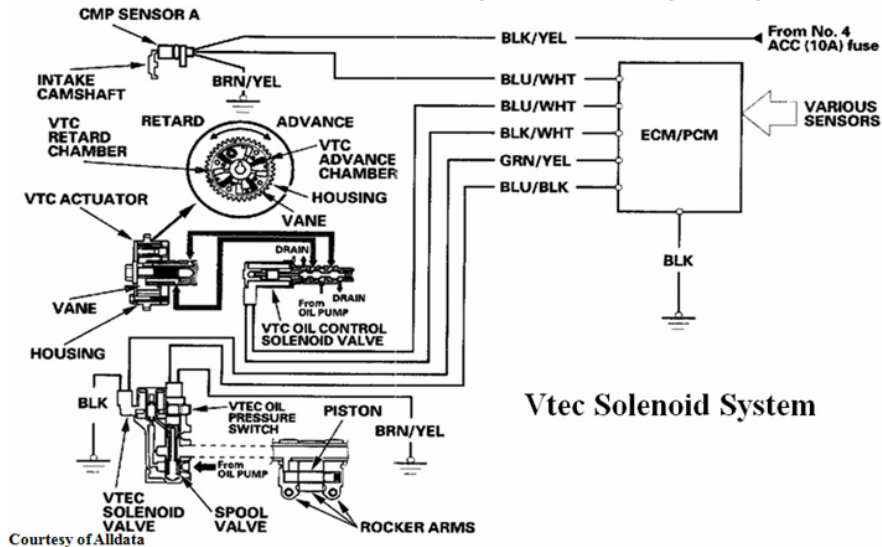 CMP SENSOR A
BLK/YEL
From No. 4
ACC (10A) fuse
INTAKE
CAMSHAFT
BRN/YEL
BLU/WHT
BLU/WHT
BLK/WHT
GRN/YEL
BLU/BLK
ECM/PCM
VARIOUS
SENSORS
BLK
VTC
RETARD
CHAMBER
RETARD
ADVANCE
VTC
ADVANCE
CHAMBER
HOUSING
VANE
VTC ACTUATOR
VANE
HOUSING
DRAIN
From
OIL PUMP
DRAIN
VTC OIL CONTROL
SOLENOID VALVE
BLK
VTEC OIL
PRESSURE
SWITCH
PISTON
BRN/YEL
From
OIL PUMP
VTEC
SOLENOID
VALVE
SPOOL
VALVE
ROCKER ARMS
Vtec Solenoid System
Courtesy of Alldata